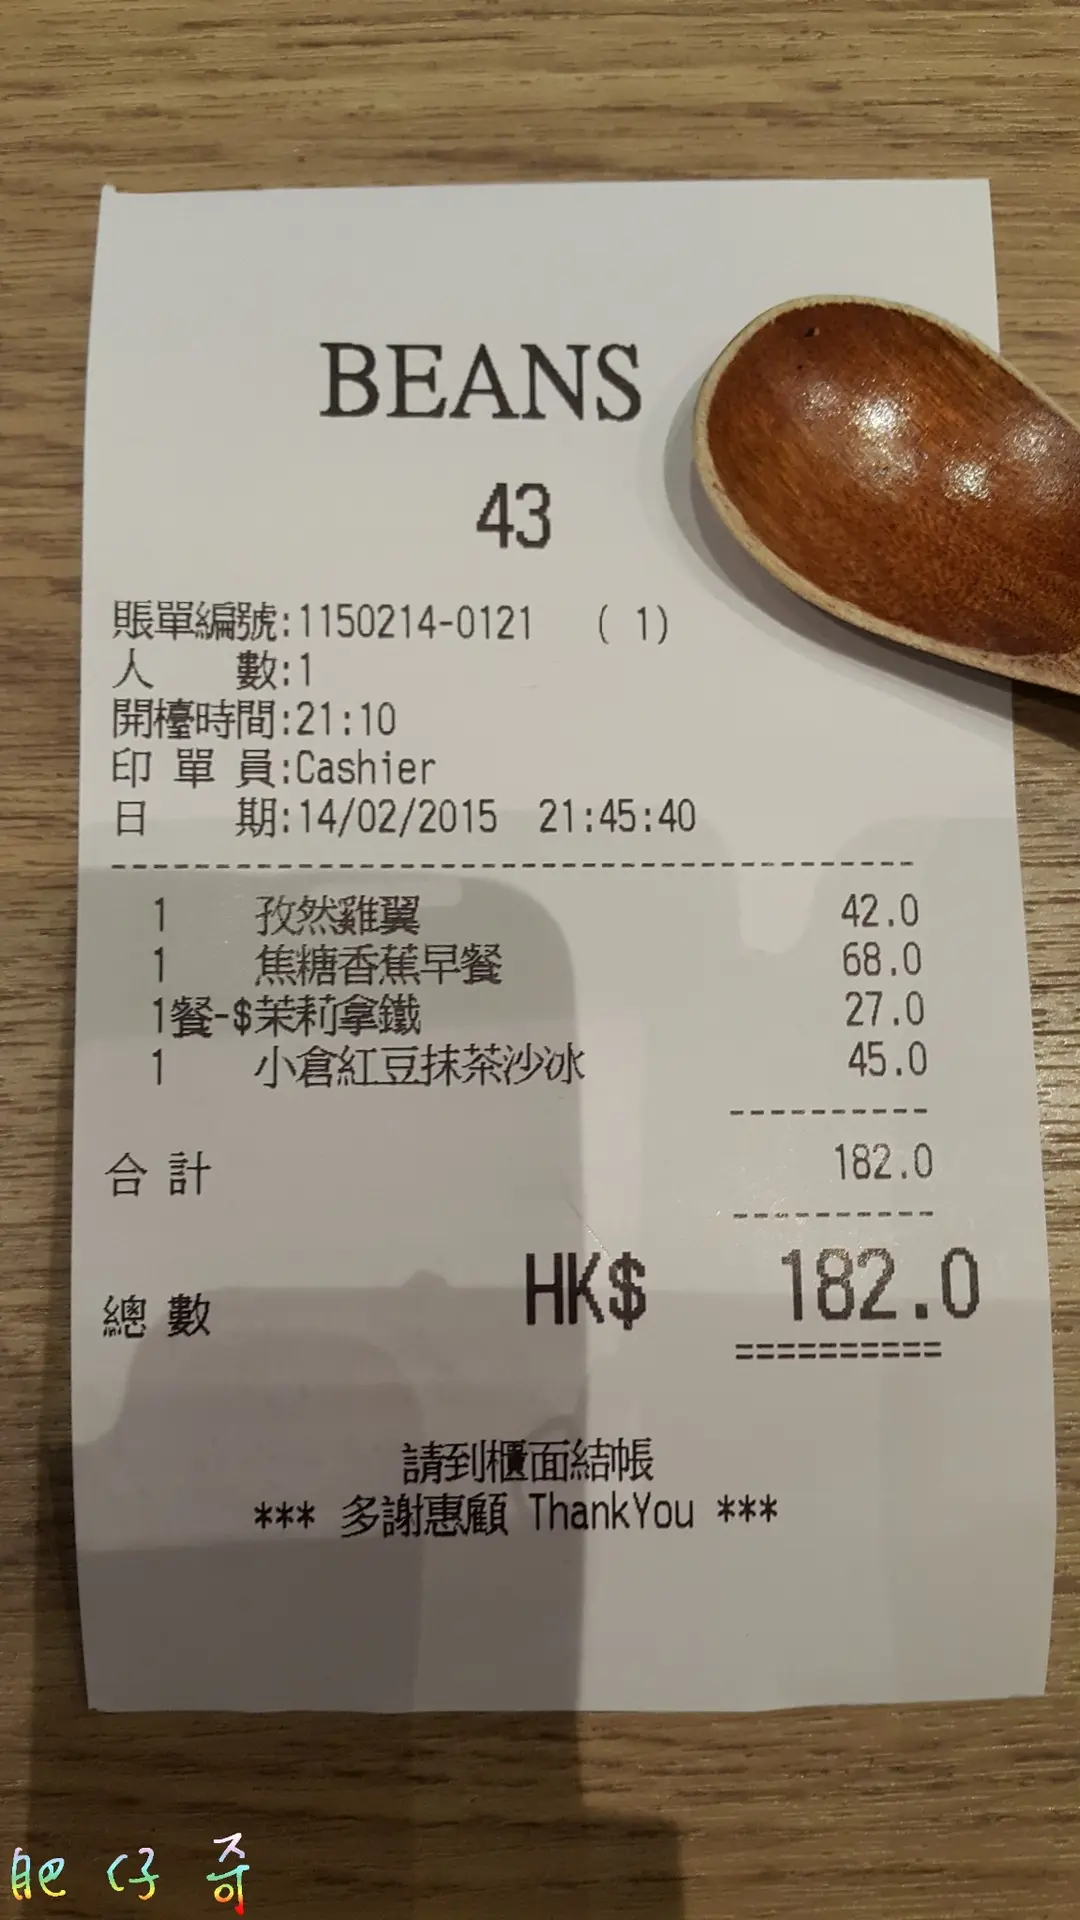 BEANS
43
賬單編號:1150214-0121 ( 1)
人 數:1
開檯時間:21:10
印 單 員:Cashier
日 期:14/02/2015 21:45:40
1 孜然雞翼 42.0
1 焦糖香蕉早餐 68.0
1餐-$茉莉拿鐵 27.0
1 小倉紅豆抹茶沙冰 45.0
合 計 182.0
總 數 HK$ 182.0
請到櫃面結帳
*** 多謝惠顧 ThankYou ***
肥 仔 奇